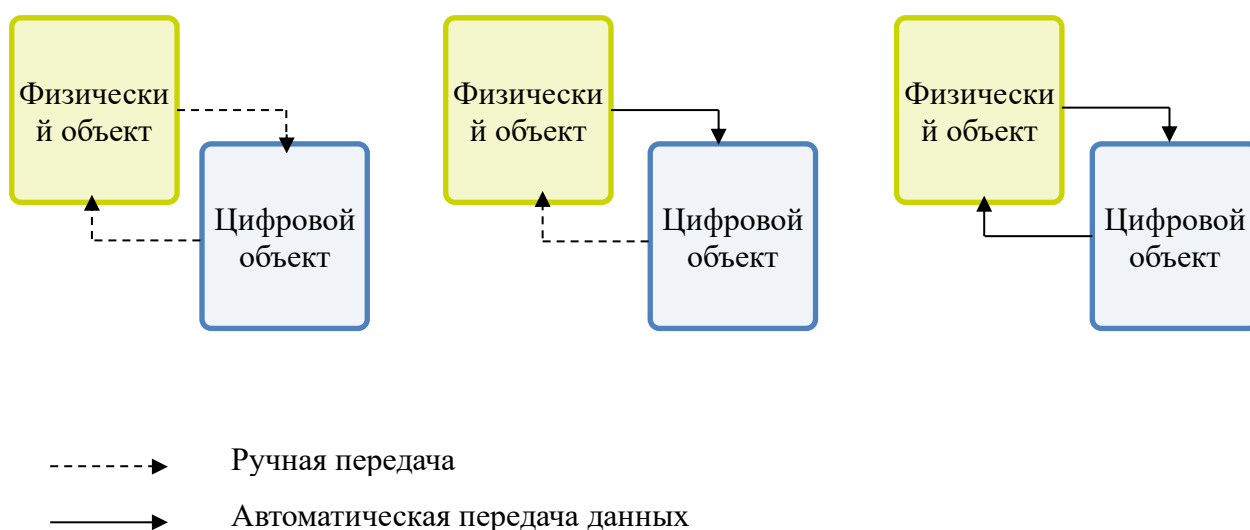 Физически
й объект
Цифровой
объект
Физически
й объект
Цифровой
объект
Физически
й объект
Цифровой
объект
Ручная передача
Автоматическая передача данных